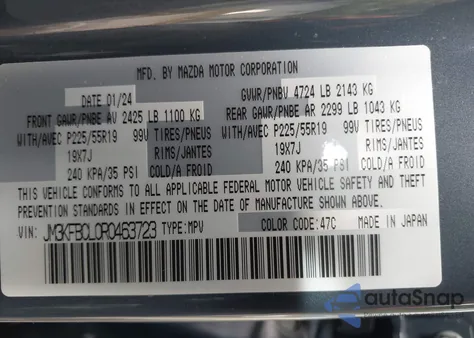 MFD. BY MAZDA MOTOR CORPORATION
DATE 01/24 GVWR/PNBV 4724 LB 2143 KG
FRONT GAWR/PNBE AV 2425 LB 1100 KG REAR GAWR/PNBE AR 2299 LB 1043 KG
WITH/AVEC P225/55R19 99V TIRES/PNEUS WITH/AVEC P225/55R19 99V TIRES/PNEUS
19X7J RIMS/JANTES 19X7J RIMS/JANTES
240 KPA/35 PSI COLD/A FROID 240 KPA/35 PSI COLD/A FROID
THIS VEHICLE CONFORMS TO ALL APPLICABLE FEDERAL MOTOR VEHICLE SAFETY AND THEFT
PREVENTION STANDARDS IN EFFECT ON THE DATE OF MANUFACTURE SHOWN ABOVE.
VIN: JM3KFBCL0R0463723 TYPE:MPV COLOR CODE:47C MADE IN JAPAN
autoSnap